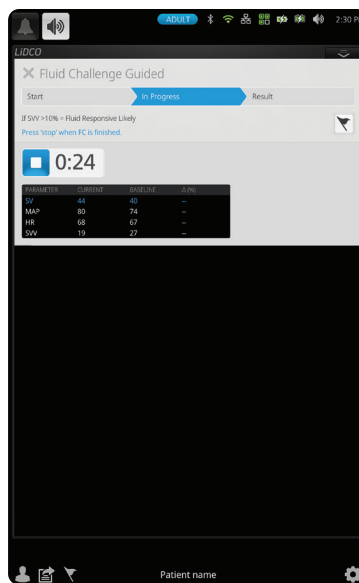 ADULT 2:30 P
LiDCO
Fluid Challenge Guided
Start In Progress Result
If SVV >10% = Fluid Responsive Likely
Press 'stop' when FC is finished.
0:24
PARAMETER CURRENT BASELINE Δ (%)
SV 44 40 --
MAP 80 74 --
HR 68 67 --
SVV 19 27 --
Patient name